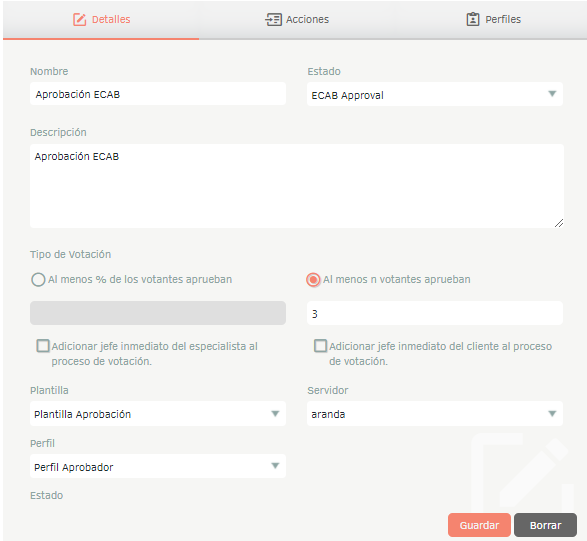 Detalles
Acciones
Perfiles
Nombre
Estado
Aprobación ECAB
ECAB Approval
Descripción
Aprobación ECAB
Tipo de Votación
Al menos % de los votantes aprueban
Al menos n votantes aprueban
3
Adicionar jefe inmediato del especialista al
proceso de votación.
Adicionar jefe inmediato del cliente al proceso
de votación.
Plantilla
Servidor
Plantilla Aprobación
aranda
Perfil
Perfil Aprobador
Estado
Guardar
Borrar